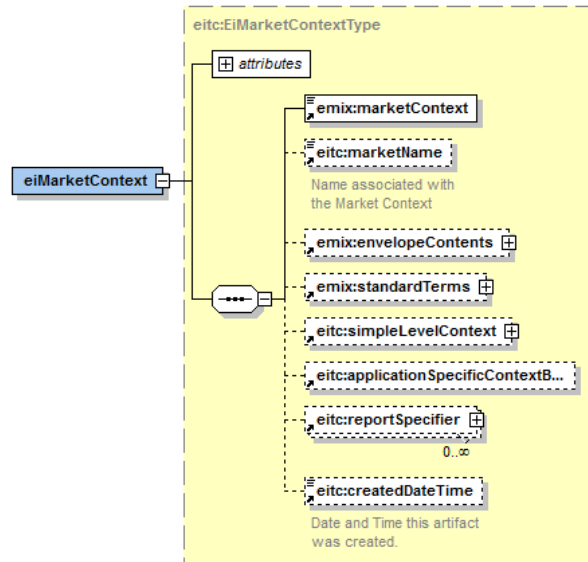 eitc:EiMarketContextType
attributes
emix:marketContext
eitc:marketName
Name associated with
the Market Context
eiMarketContext
emix:envelopeContents
emix:standardTerms
eitc:simpleLevelContext
eitc:applicationSpecificContextB...
eitc:reportSpecifier
0..∞
eitc:createdDateTime
Date and Time this artifact
was created.